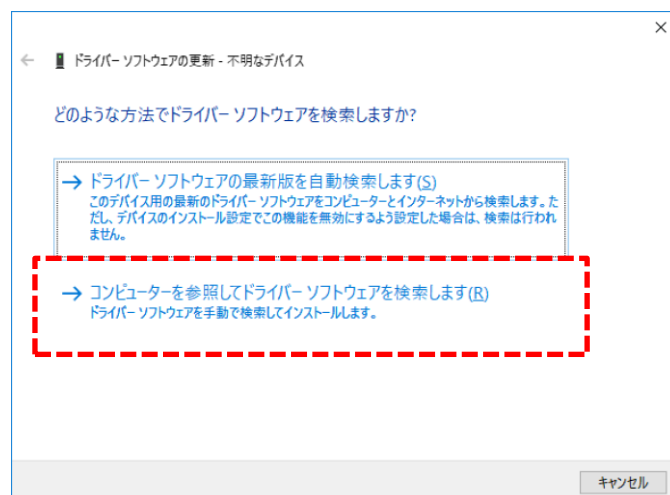 ドライバー ソフトウェアの更新 - 不明なデバイス
どのような方法でドライバー ソフトウェアを検索しますか?
ドライバー ソフトウェアの最新版を自動検索します(S)
このデバイス用の最新のドライバー ソフトウェアをコンピューターとインターネットから検索します。た
だし、デバイスのインストール設定でこの機能を無効にするよう設定した場合は、検索は行われ
ません。
コンピューターを参照してドライバー ソフトウェアを検索します(R)
ドライバー ソフトウェアを手動で検索してインストールします。
キャンセル